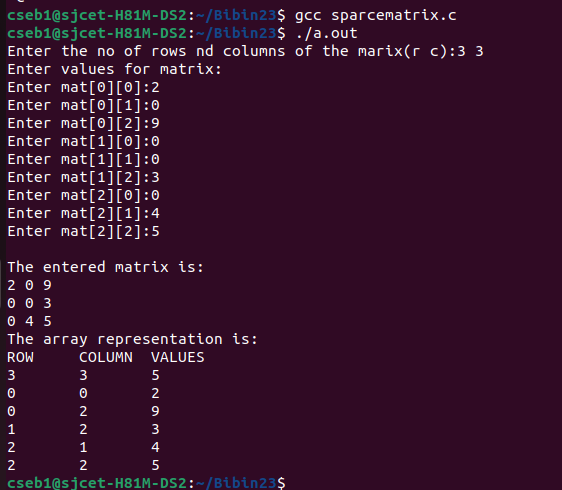 cseb1@sjcet-H81M-DS2:~/Bibin23$ gcc sparcematrix.c
cseb1@sjcet-H81M-DS2:~/Bibin23$ ./a.out
Enter the no of rows nd columns of the marix(r c):3 3
Enter values for matrix:
Enter mat[0][0]:2
Enter mat[0][1]:0
Enter mat[0][2]:9
Enter mat[1][0]:0
Enter mat[1][1]:0
Enter mat[1][2]:3
Enter mat[2][0]:0
Enter mat[2][1]:4
Enter mat[2][2]:5

The entered matrix is:
2 0 9
0 0 3
0 4 5
The array representation is:
ROW     COLUMN  VALUES
3       3       5
0       0       2
0       2       9
1       2       3
2       1       4
2       2       5
cseb1@sjcet-H81M-DS2:~/Bibin23$